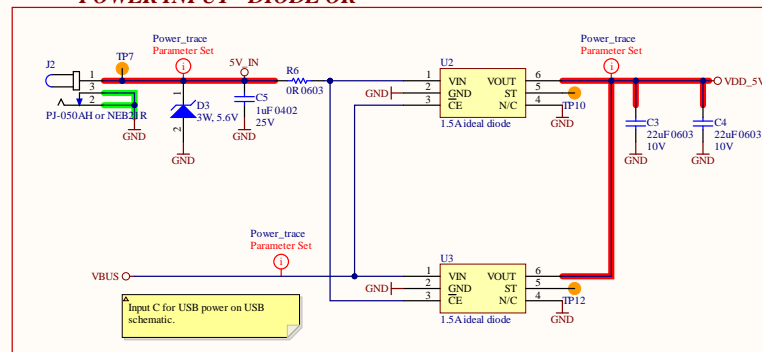 POWER INPUT - DIODE OR
J2
TP7
Power_trace
Parameter Set
5V_IN
R6
0R 0603
1
3
2
PJ-050AH or NEB21R
GND
1
2
D3
3W, 5.6V
GND
C5
1uF 0402
25V
GND
U2
1 VIN VOUT 6
GND 2 GND ST 5
3 CE N/C 4
TP10
GND
1.5A ideal diode
Power_trace
Parameter Set
VDD_5V
C3
22uF 0603
10V
GND
C4
22uF 0603
10V
GND
Power_trace
Parameter Set
VBUS
U3
1 VIN VOUT 6
GND 2 GND ST 5
3 CE N/C 4
TP12
GND
1.5A ideal diode
Input C for USB power on USB
schematic.